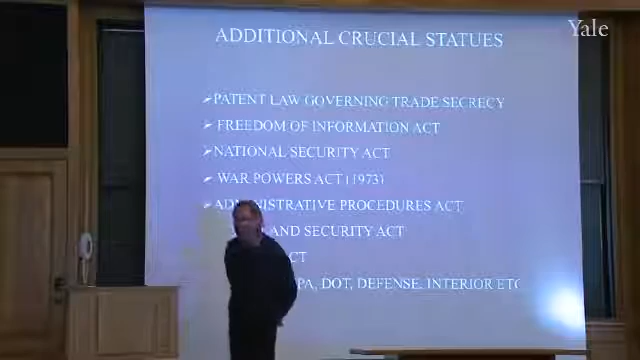 Yale
ADDITIONAL CRUCIAL STATUES
PATENT LAW GOVERNING TRADE SECRECY
FREEDOM OF INFORMATION ACT
NATIONAL SECURITY ACT
WAR POWERS ACT (1973)
ADMINISTRATIVE PROCEDURES ACT
AND SECURITY ACT
CT
PA, DOT, DEFENSE, INTERIOR ETC